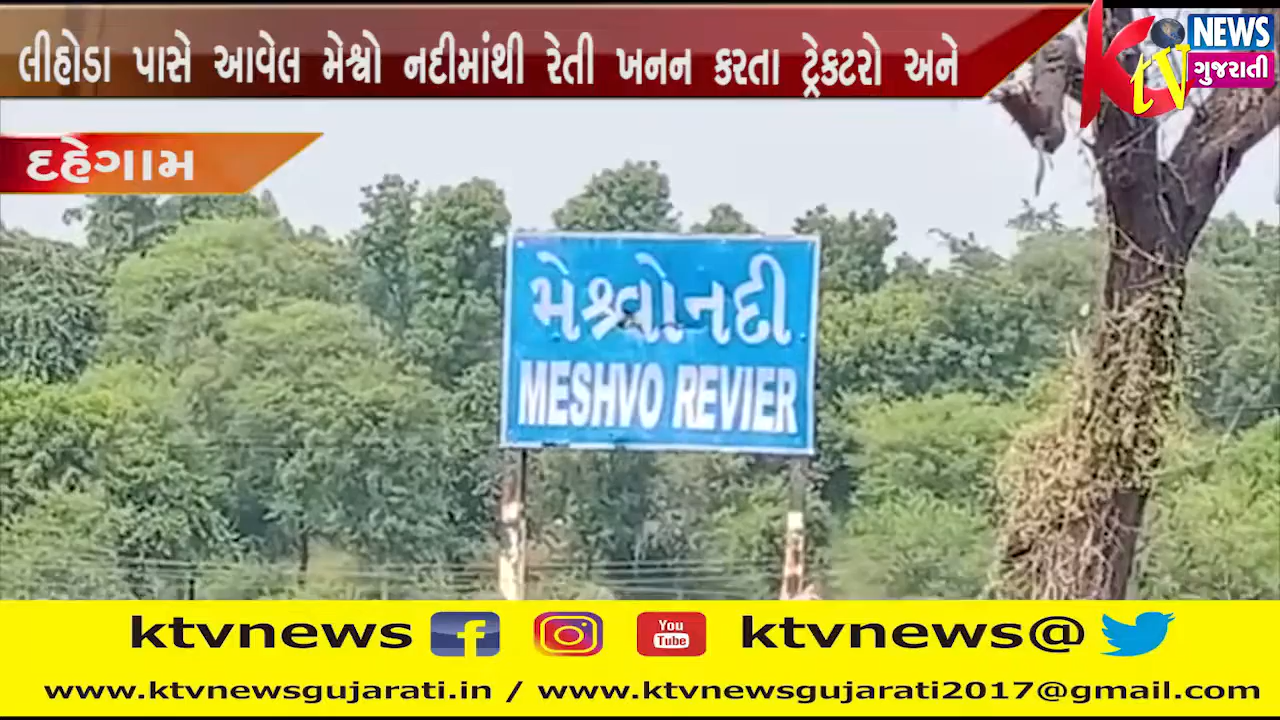 લીહોડા પાસે આવેલ મેશ્વો નદીમાંથી રેતી ખનન કરતા ટ્રેકટરો અને
KTV NEWS
ગુજરાતી
દહેગામ
મેશ્વોનદી
MESHVO REVIER
ktvnews f You Tube ktvnews@
www.ktvnewsgujarati.in / www.ktvnewsgujarati2017@gmail.com